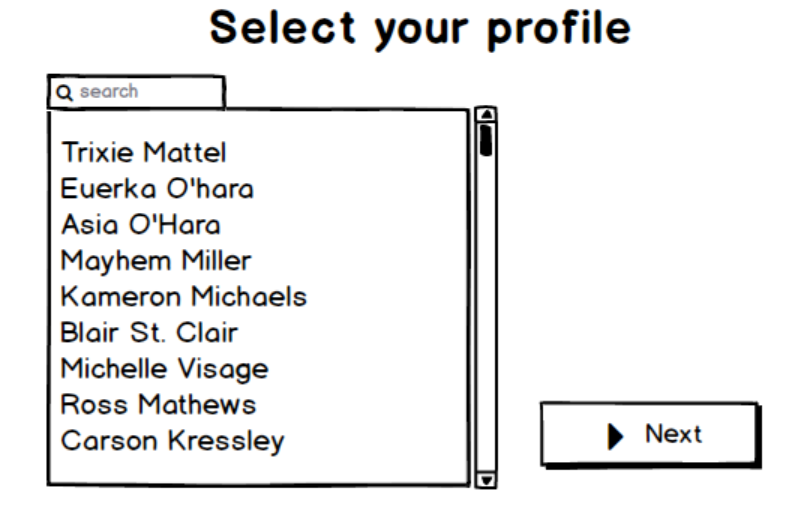 Select your profile
search
Trixie Mattel
Euerka O'hara
Asia O'Hara
Mayhem Miller
Kameron Michaels
Blair St. Clair
Michelle Visage
Ross Mathews
Carson Kressley
Next